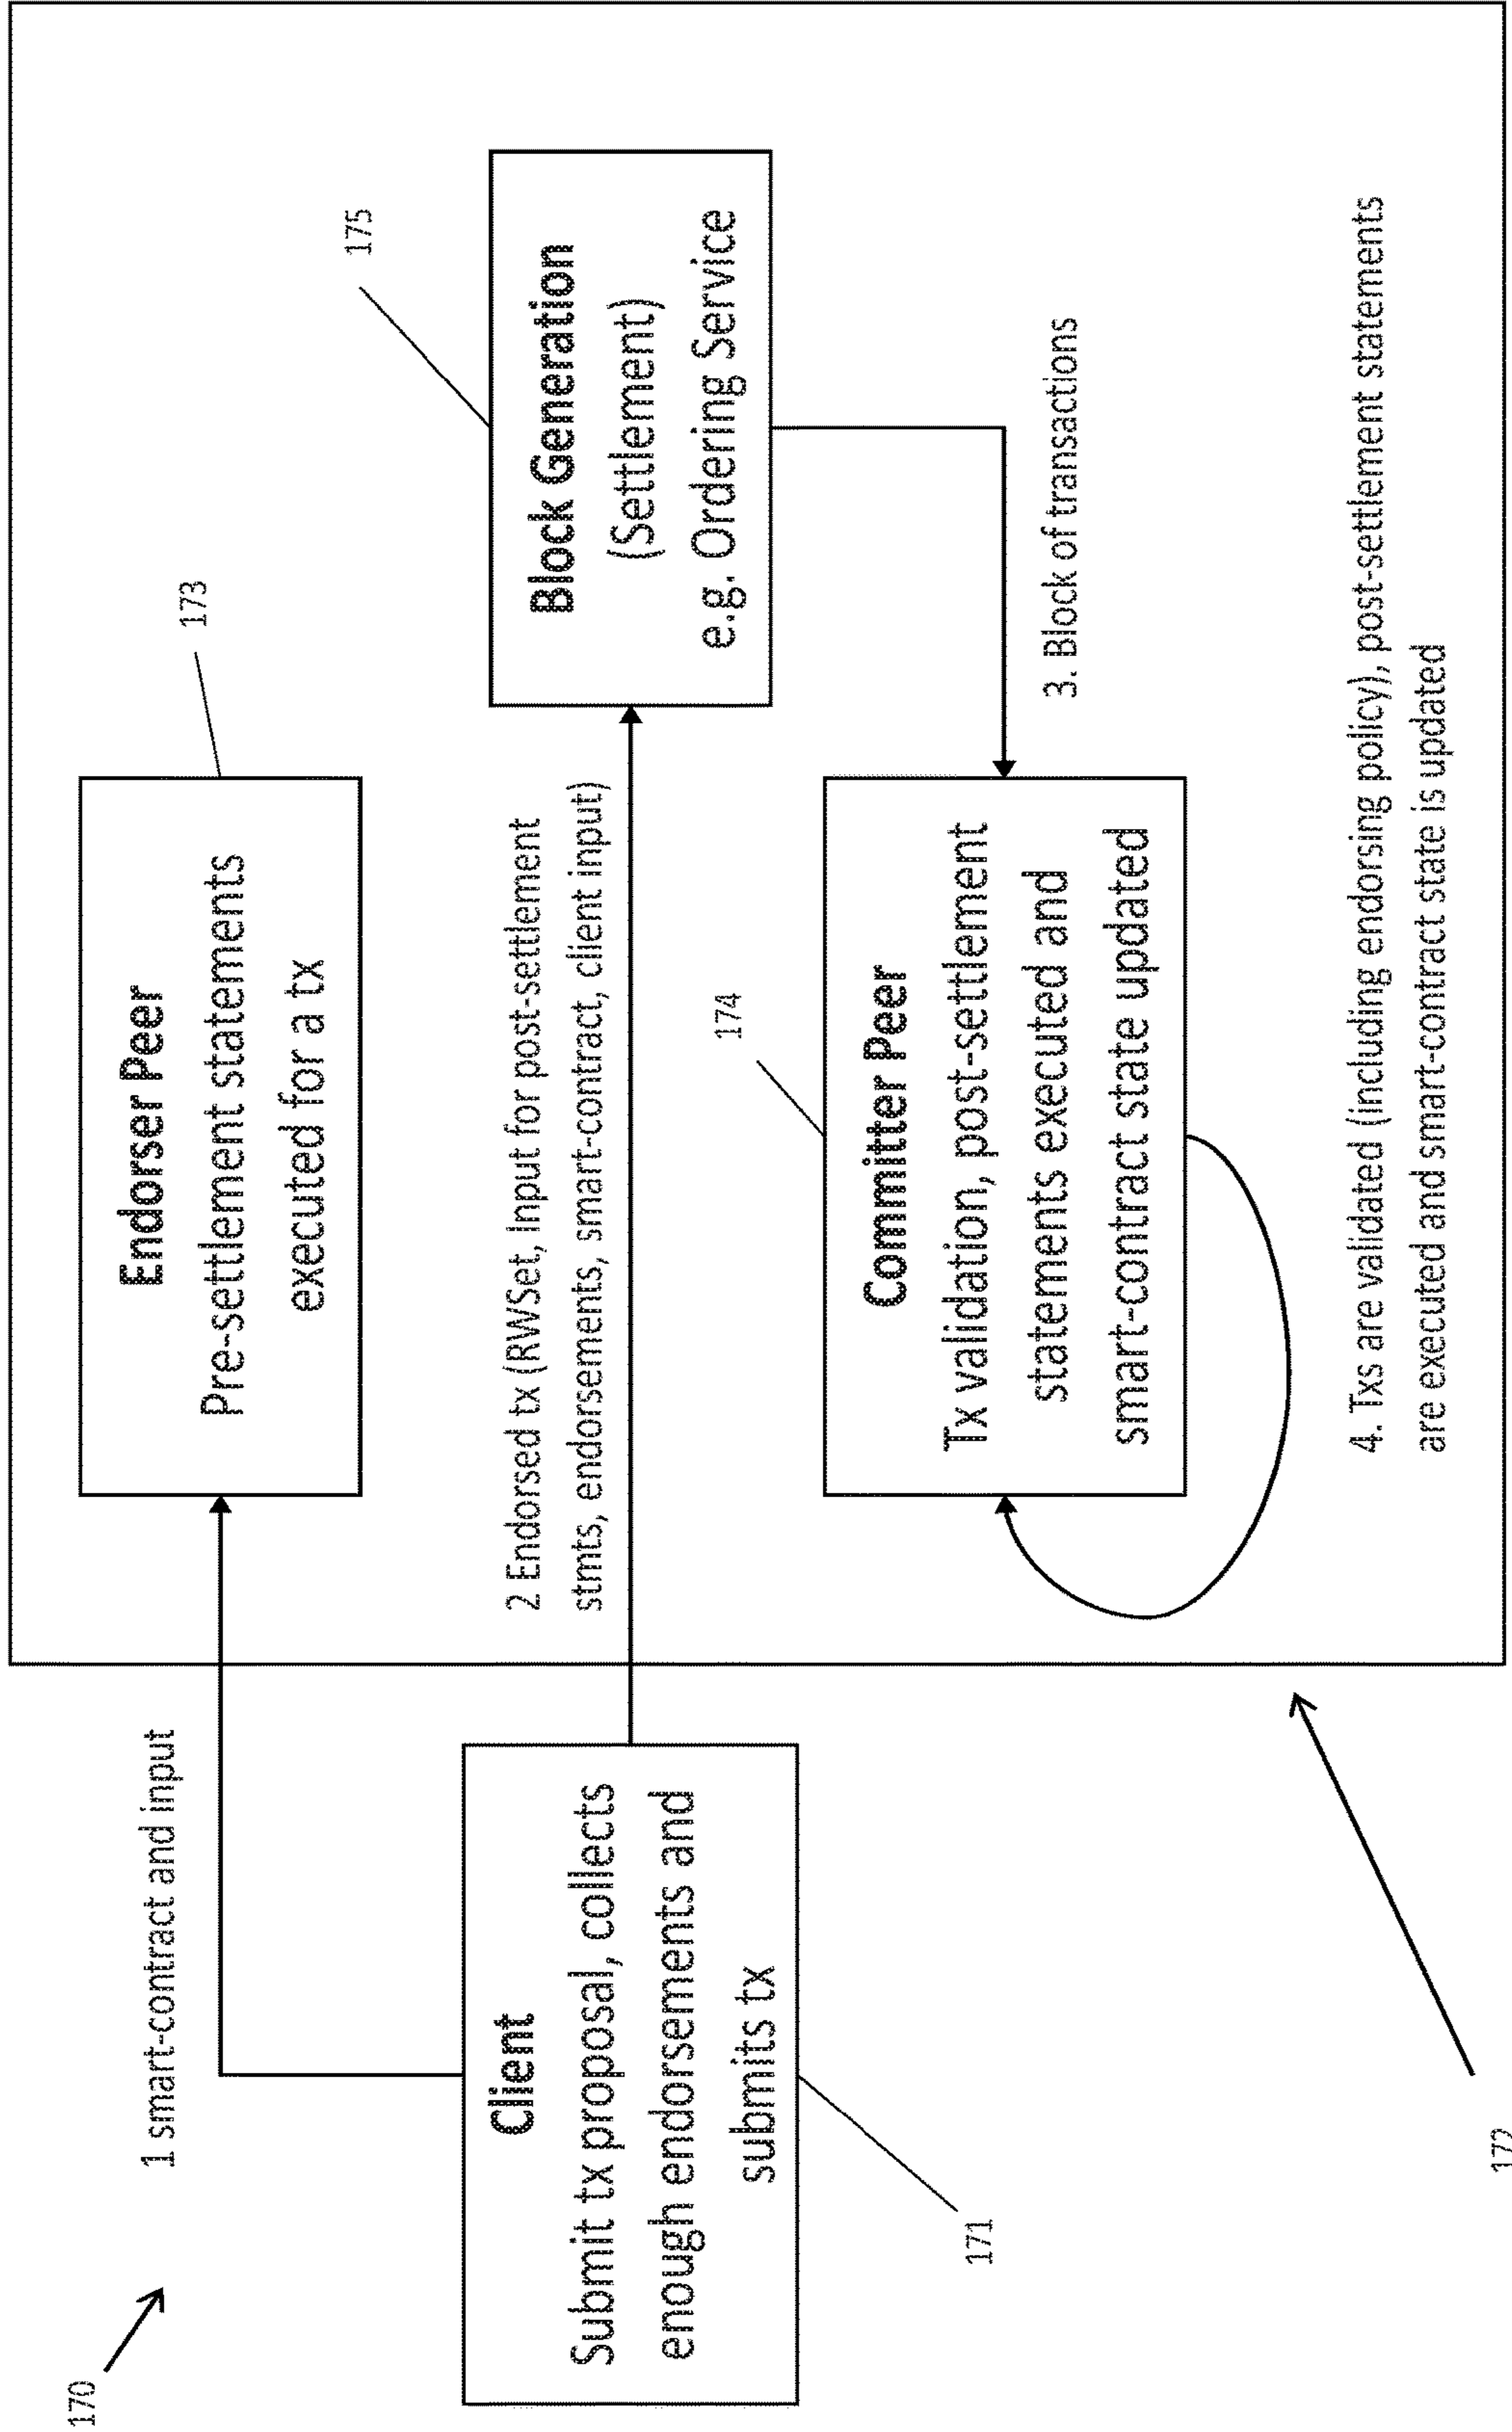 170
1 smart-contract and input
Client
Submit tx proposal, collects
enough endorsements and
submits tx
171
172
173
Endorser Peer
Pre-settlement statements
executed for a tx
2 Endorsed tx (RWSet, Input for post-settlement
stmts, endorsements, smart-contract, client input)
175
Block Generation
(Settlement)
e.g. Ordering Service
3. Block of transactions
174
Committer Peer
Tx validation, post-settlement
statements executed and
smart-contract state updated
4. Txs are validated (including endorsing policy), post-settlement statements
are executed and smart-contract state is updated